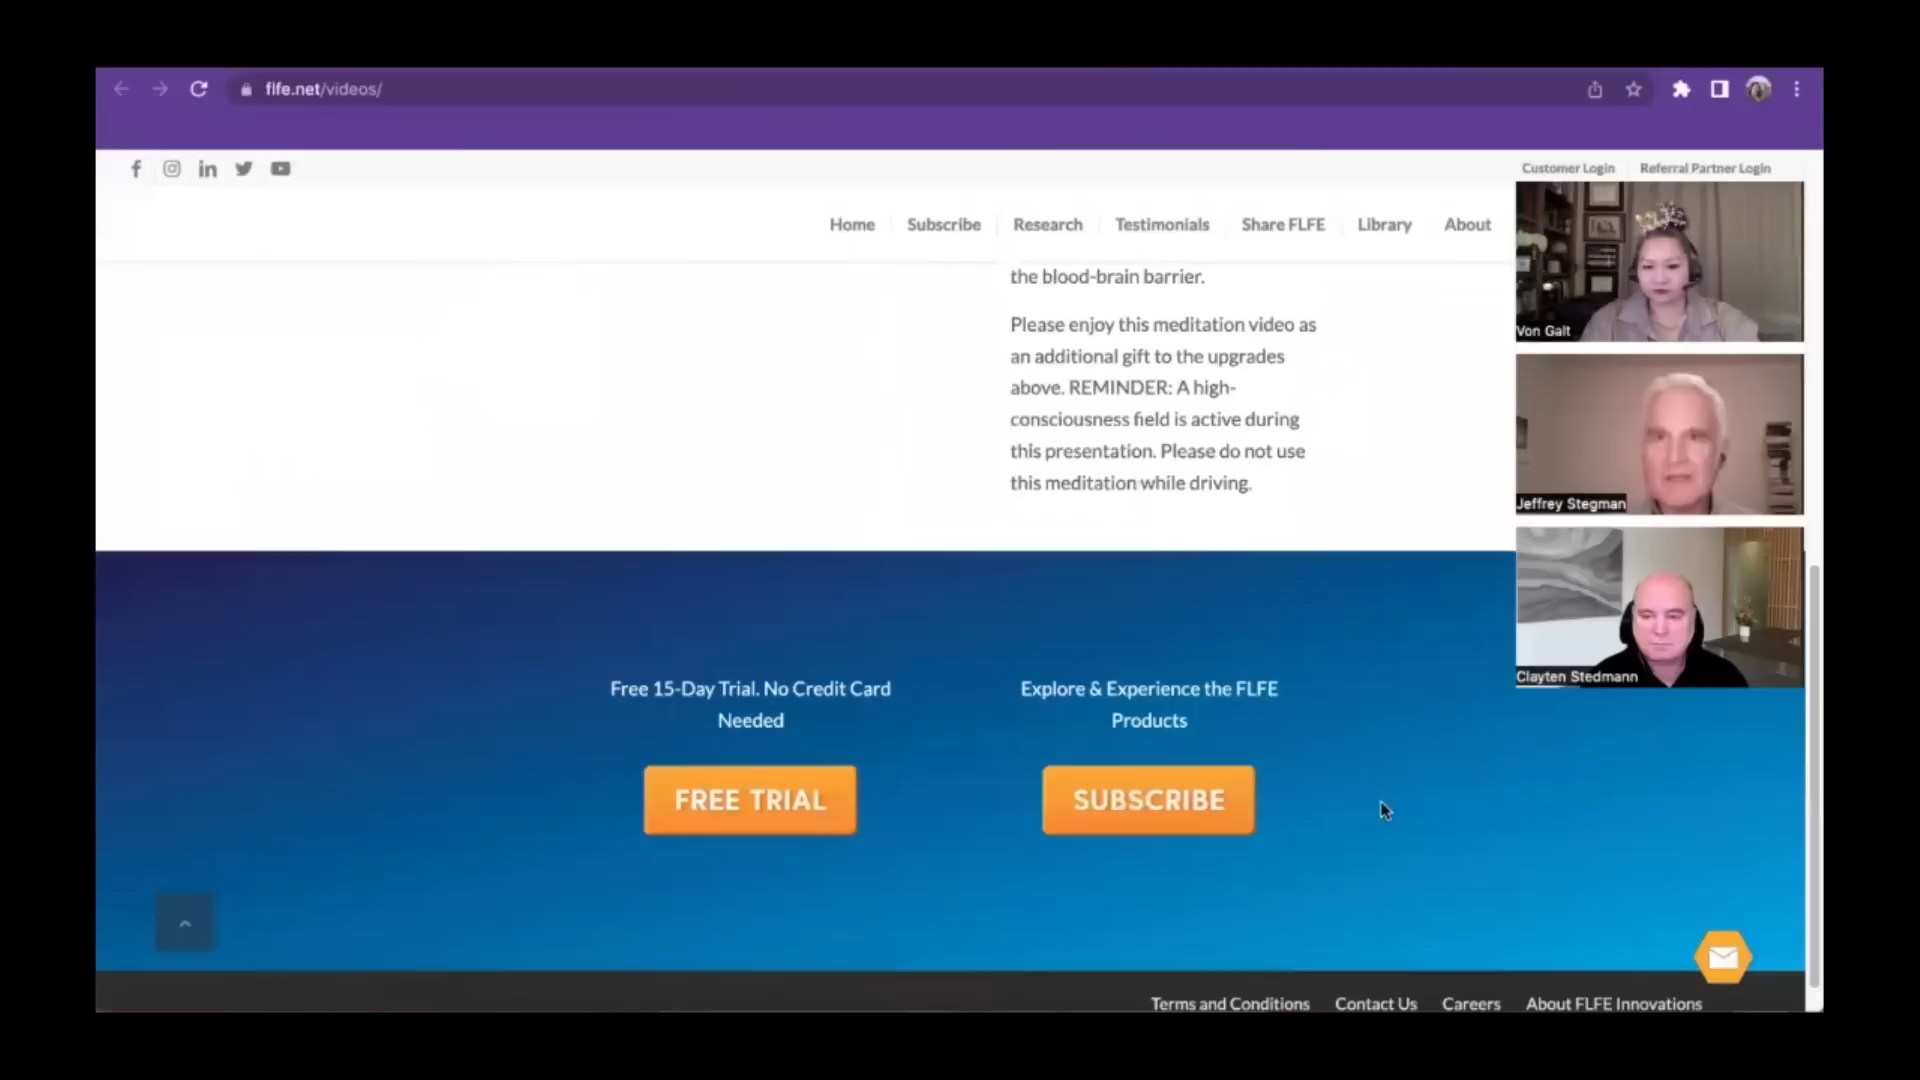 flfe.net/videos/
Customer Login Referral Partner Login
Home Subscribe Research Testimonials Share FLFE Library About
the blood-brain barrier.
Please enjoy this meditation video as
an additional gift to the upgrades
above. REMINDER: A high-
consciousness field is active during
this presentation. Please do not use
this meditation while driving.
Von Galt
Jeffrey Stegman
Clayten Stedmann
Free 15-Day Trial. No Credit Card
Needed
FREE TRIAL
Explore & Experience the FLFE
Products
SUBSCRIBE
Terms and Conditions Contact Us Careers About FLFE Innovations